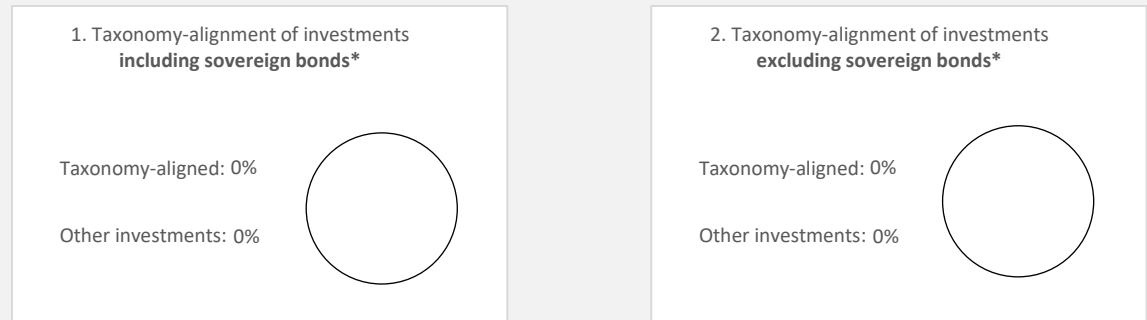 1. Taxonomy-alignment of investments
including sovereign bonds*
Taxonomy-aligned: 0%
Other investments: 0%
2. Taxonomy-alignment of investments
excluding sovereign bonds*
Taxonomy-aligned: 0%
Other investments: 0%